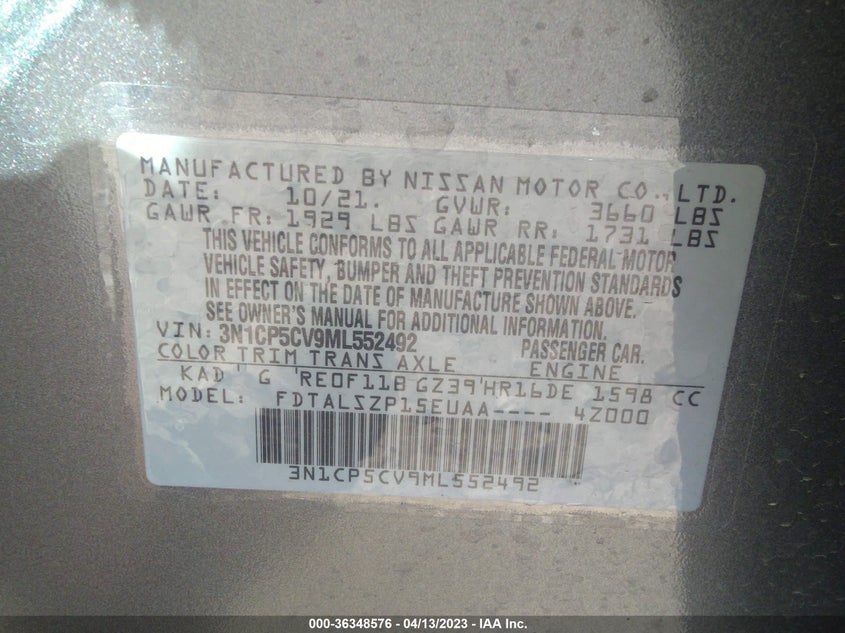 MANUFACTURED BY NISSAN MOTOR CO., LTD.
DATE: 10/21. GVWR: 3660 LBS
GAWR FR: 1929 LBS GAWR RR: 1731 LBS
THIS VEHICLE CONFORMS TO ALL APPLICABLE FEDERAL MOTOR
VEHICLE SAFETY, BUMPER AND THEFT PREVENTION STANDARDS
IN EFFECT ON THE DATE OF MANUFACTURE SHOWN ABOVE.
SEE OWNER'S MANUAL FOR ADDITIONAL INFORMATION.
VIN: 3N1CP5CV9ML552492 PASSENGER CAR.
COLOR TRIM TRANS AXLE ENGINE
KAD ' G 'RE0F11B GZ39'HR16DE 1598 CC
MODEL: FDTALSZP15EUAA---- 4Z000
3N1CP5CV9ML552492
000-36348576 - 04/13/2023 - IAA Inc.